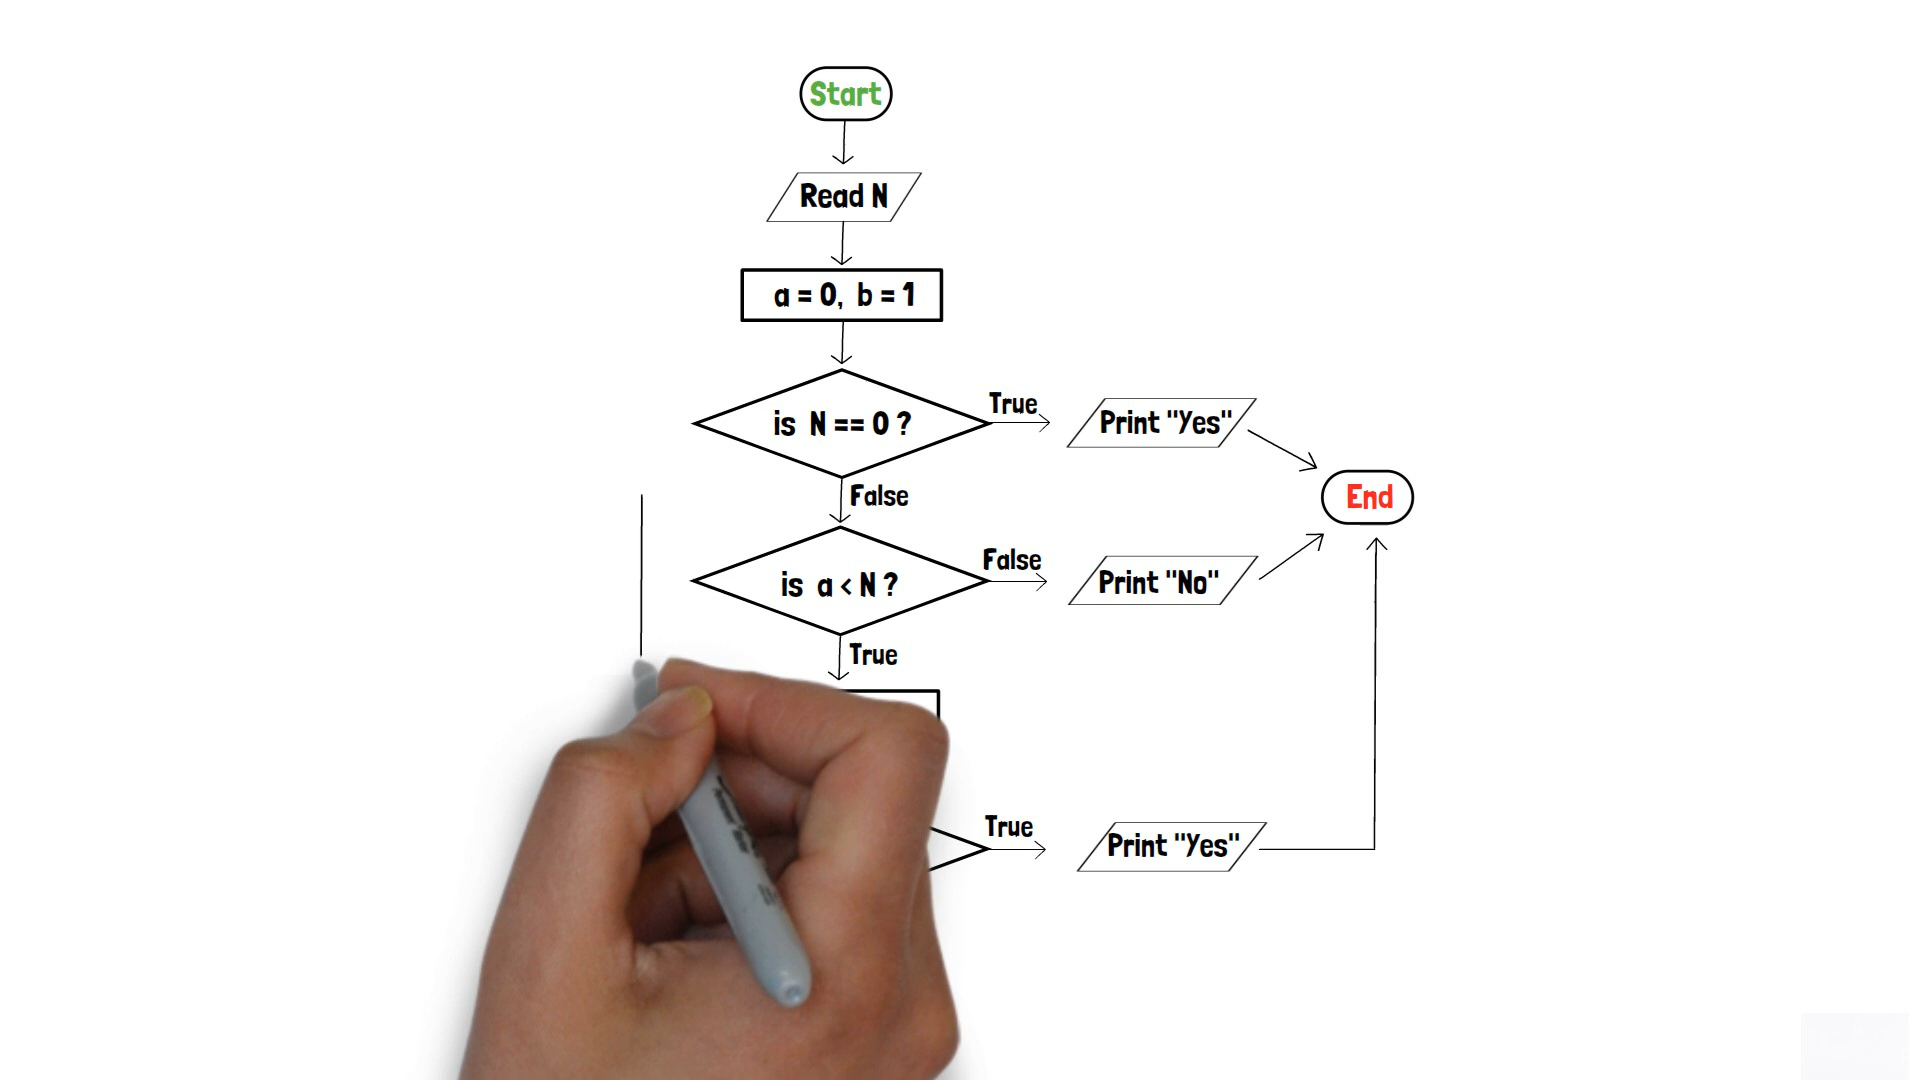 Start
Read N
a = 0, b = 1
is N == 0 ?
True
Print "Yes"
False
End
is a < N ?
False
Print "No"
True
True
Print "Yes"